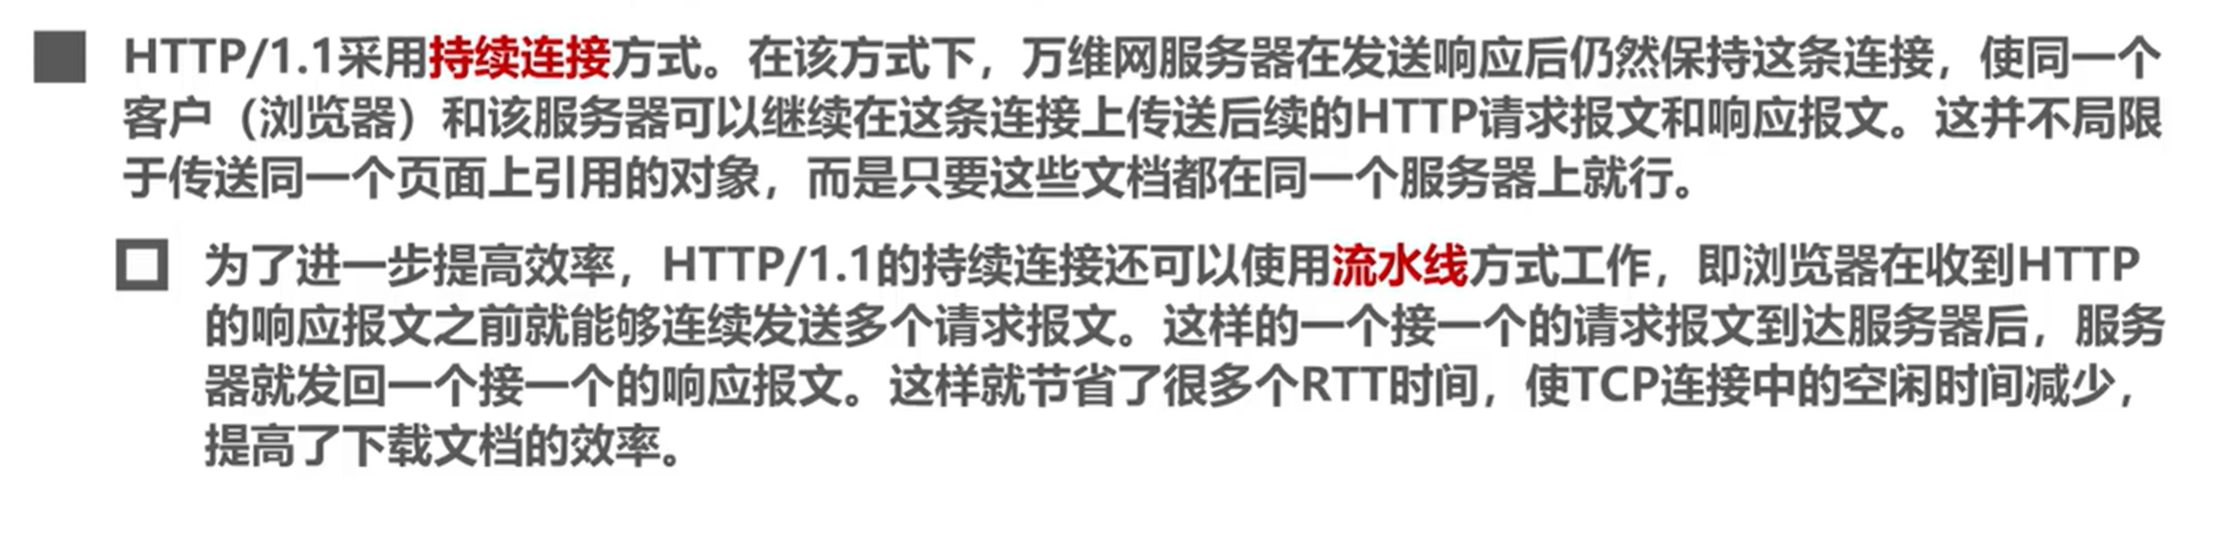 HTTP/1.1采用持续连接方式。在该方式下，万维网服务器在发送响应后仍然保持这条连接，使同一个
客户（浏览器）和该服务器可以继续在这条连接上传送后续的HTTP请求报文和响应报文。这并不局限
于传送同一个页面上引用的对象，而是只要这些文档都在同一个服务器上就行。
为了进一步提高效率，HTTP/1.1的持续连接还可以使用流水线方式工作，即浏览器在收到HTTP
的响应报文之前就能够连续发送多个请求报文。这样的一个接一个的请求报文到达服务器后，服务
器就发回一个接一个的响应报文。这样就节省了很多个RTT时间，使TCP连接中的空闲时间减少，
提高了下载文档的效率。